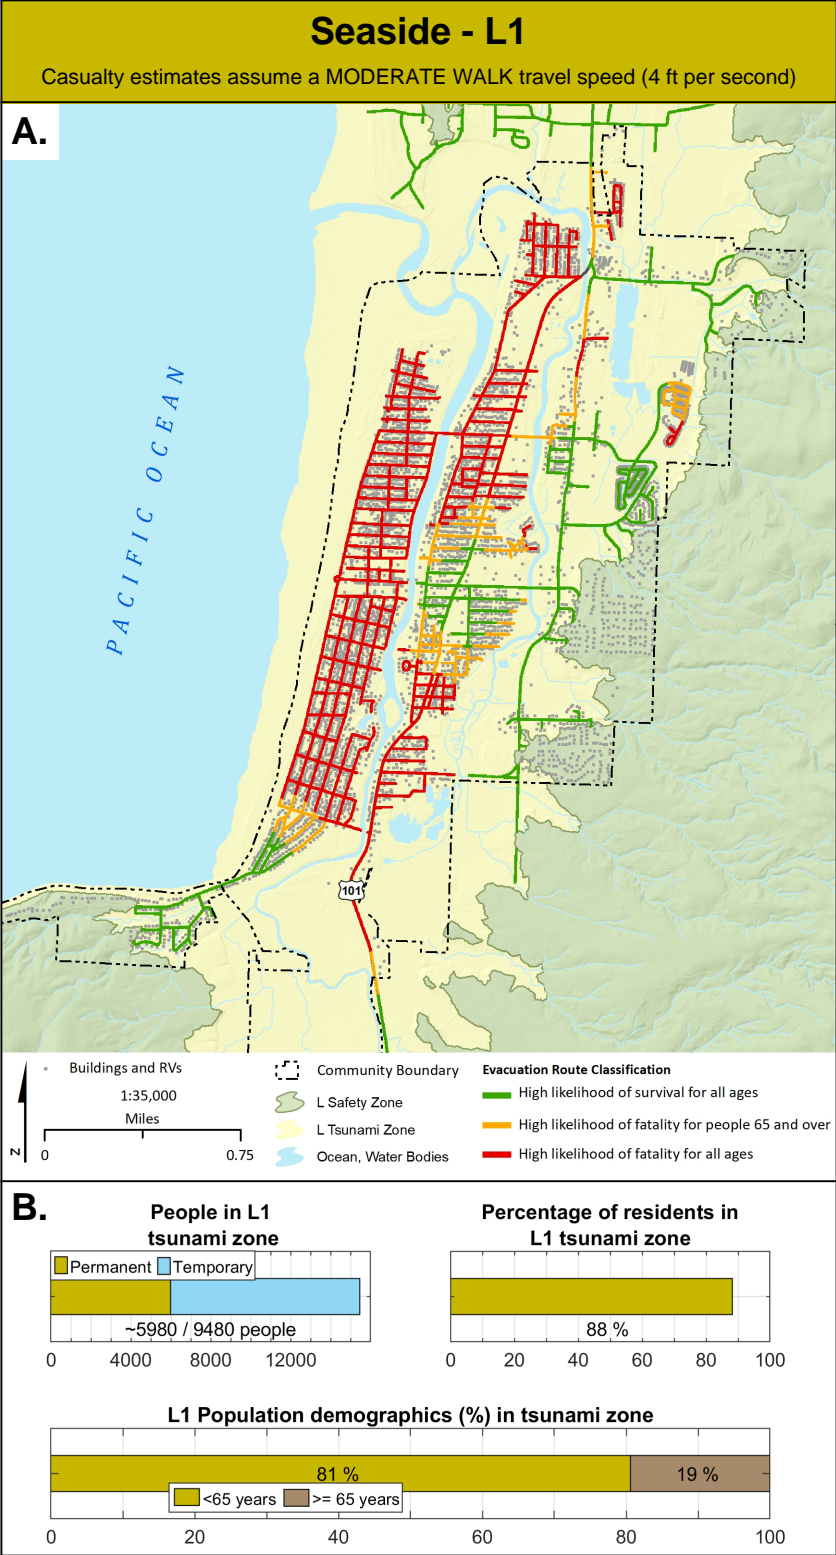 Seaside - L1
Casualty estimates assume a MODERATE WALK travel speed (4 ft per second)
A.
PACIFIC OCEAN
101
N
Buildings and RVs
1:35,000
Miles
0 0.75
Community Boundary
L Safety Zone
L Tsunami Zone
Ocean, Water Bodies
Evacuation Route Classification
High likelihood of survival for all ages
High likelihood of fatality for people 65 and over
High likelihood of fatality for all ages
B.
People in L1
tsunami zone
Permanent Temporary
~5980 / 9480 people
0 4000 8000 12000
Percentage of residents in
L1 tsunami zone
88 %
0 20 40 60 80 100
L1 Population demographics (%) in tsunami zone
81 % 19 %
<65 years >= 65 years
0 20 40 60 80 100